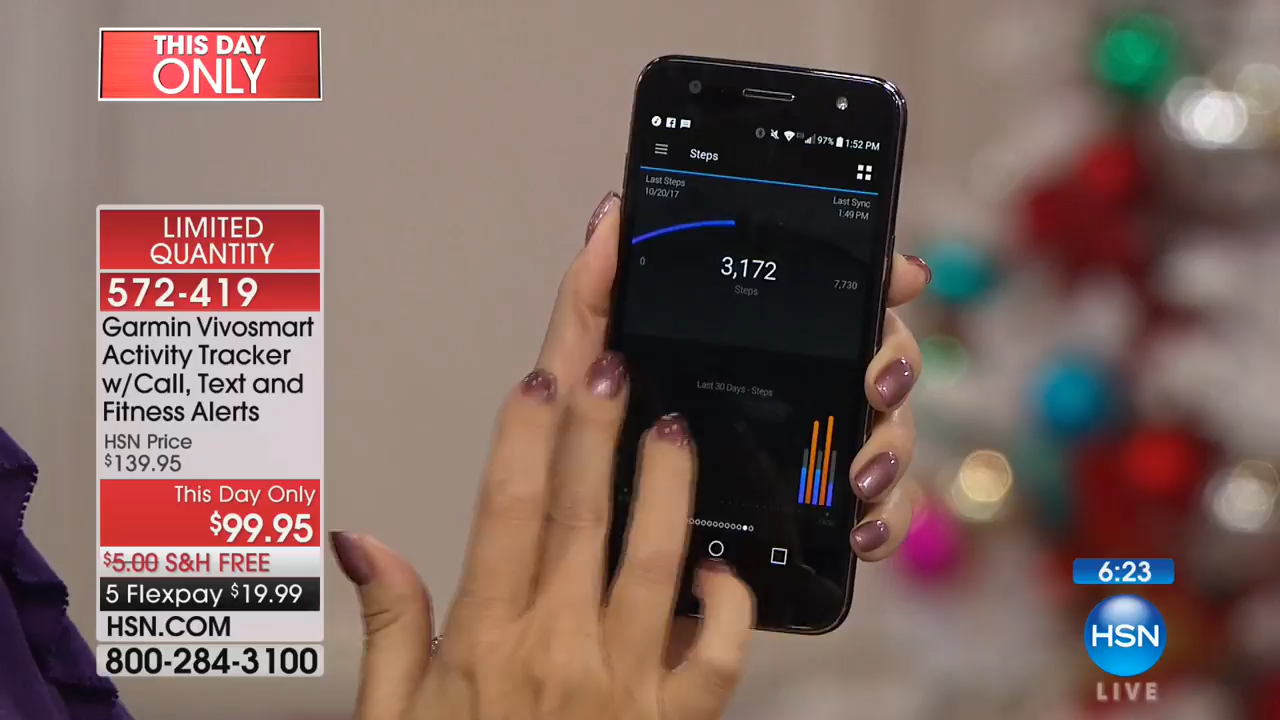 THIS DAY
ONLY
LIMITED
QUANTITY
572-419
Garmin Vivosmart
Activity Tracker
w/Call, Text and
Fitness Alerts
HSN Price
$139.95
This Day Only
$99.95
$5.00 S&H FREE
5 Flexpay $19.99
HSN.COM
800-284-3100
97% 1:52 PM
Steps
Last Steps
10/20/17
Last Sync
1:49 PM
0
3,172
Steps
7,730
Last 30 Days - Steps
6:23
HSN
LIVE